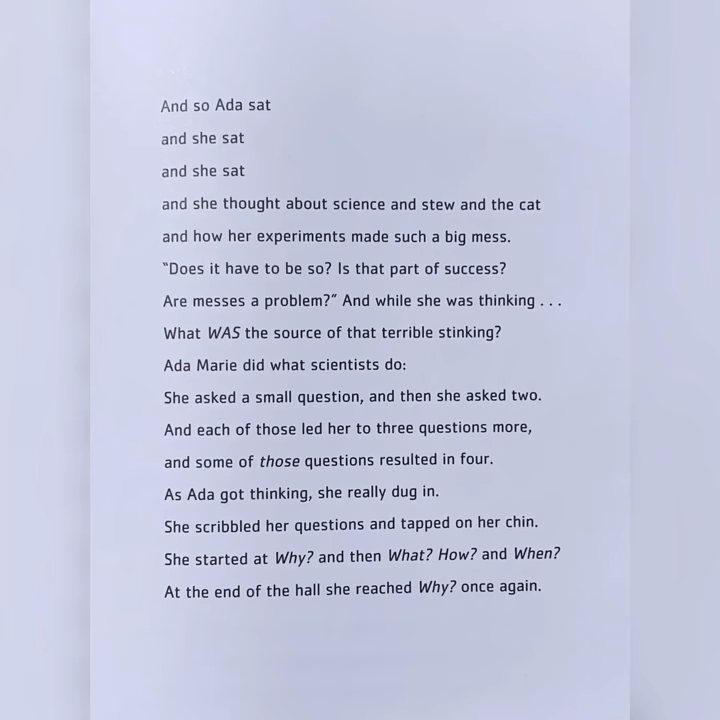 And so Ada sat
and she sat
and she sat
and she thought about science and stew and the cat
and how her experiments made such a big mess.
“Does it have to be so? Is that part of success?
Are messes a problem?” And while she was thinking . . .
What WAS the source of that terrible stinking?
Ada Marie did what scientists do:
She asked a small question, and then she asked two.
And each of those led her to three questions more,
and some of those questions resulted in four.
As Ada got thinking, she really dug in.
She scribbled her questions and tapped on her chin.
She started at Why? and then What? How? and When?
At the end of the hall she reached Why? once again.